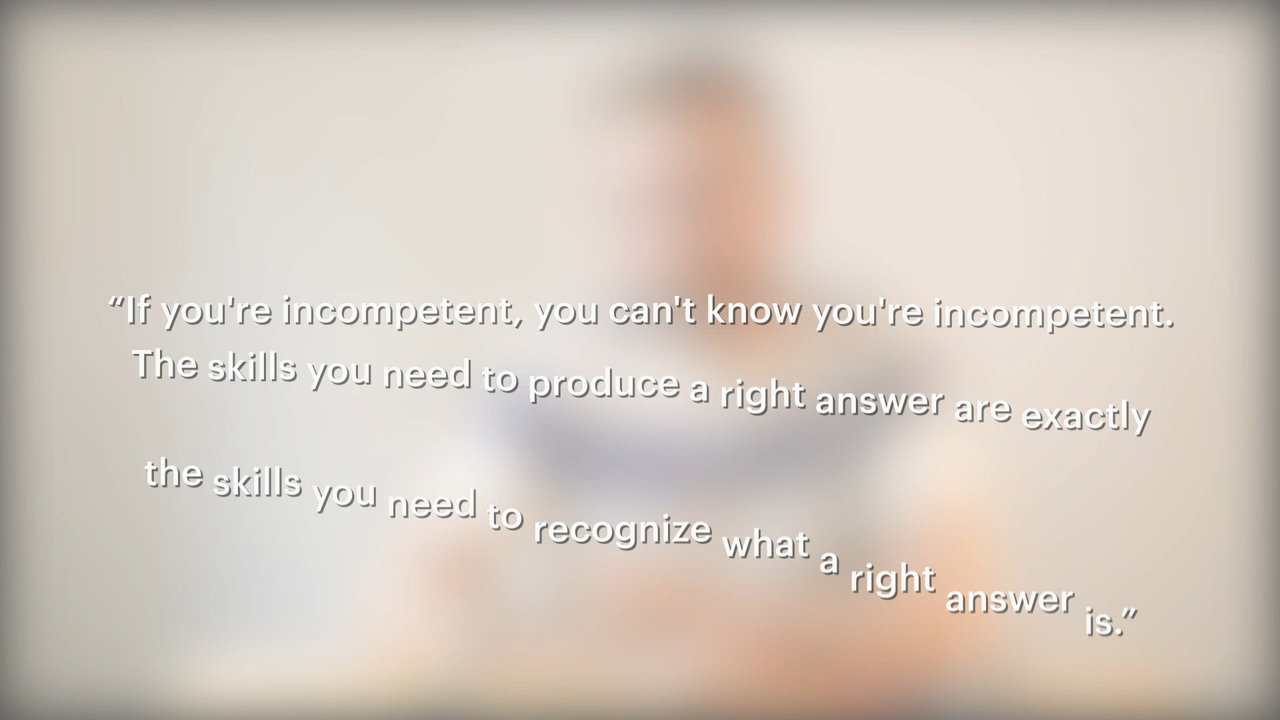 “If you're incompetent, you can't know you're incompetent.
The skills you need to produce a right answer are exactly
the skills you need to recognize what a right answer is.”